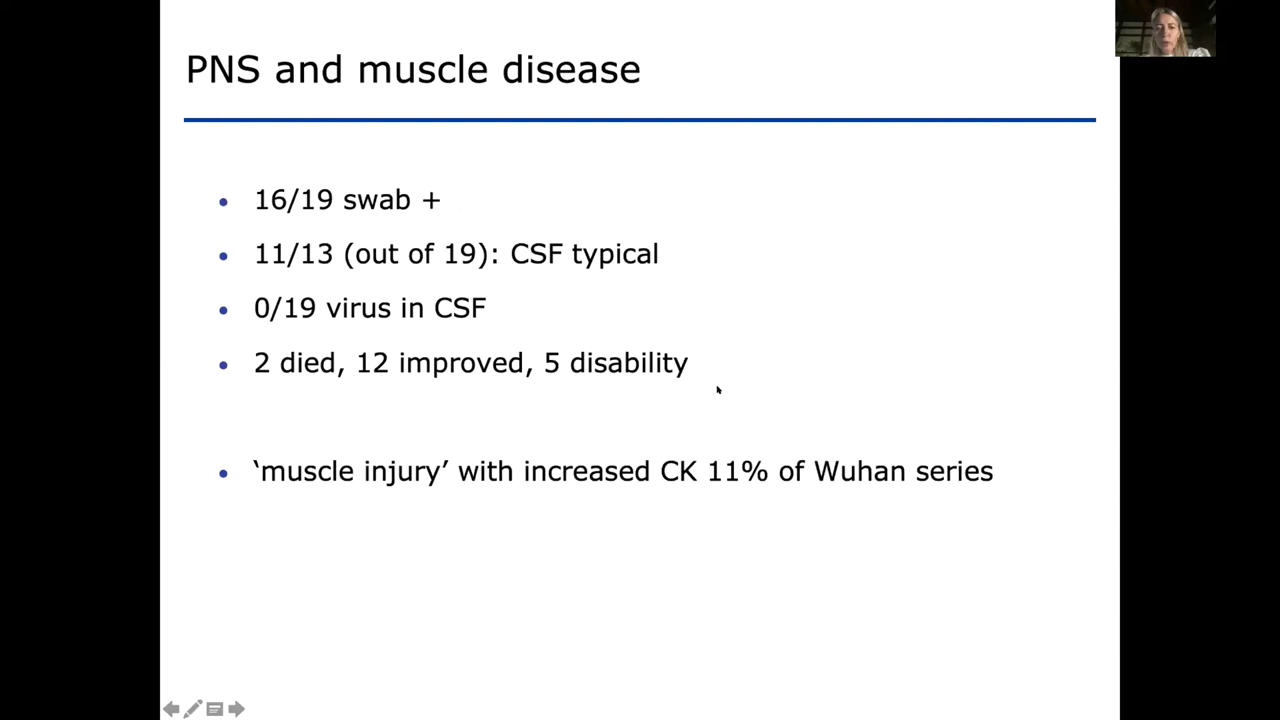 PNS and muscle disease
• 16/19 swab +
• 11/13 (out of 19): CSF typical
• 0/19 virus in CSF
• 2 died, 12 improved, 5 disability
• ‘muscle injury’ with increased CK 11% of Wuhan series